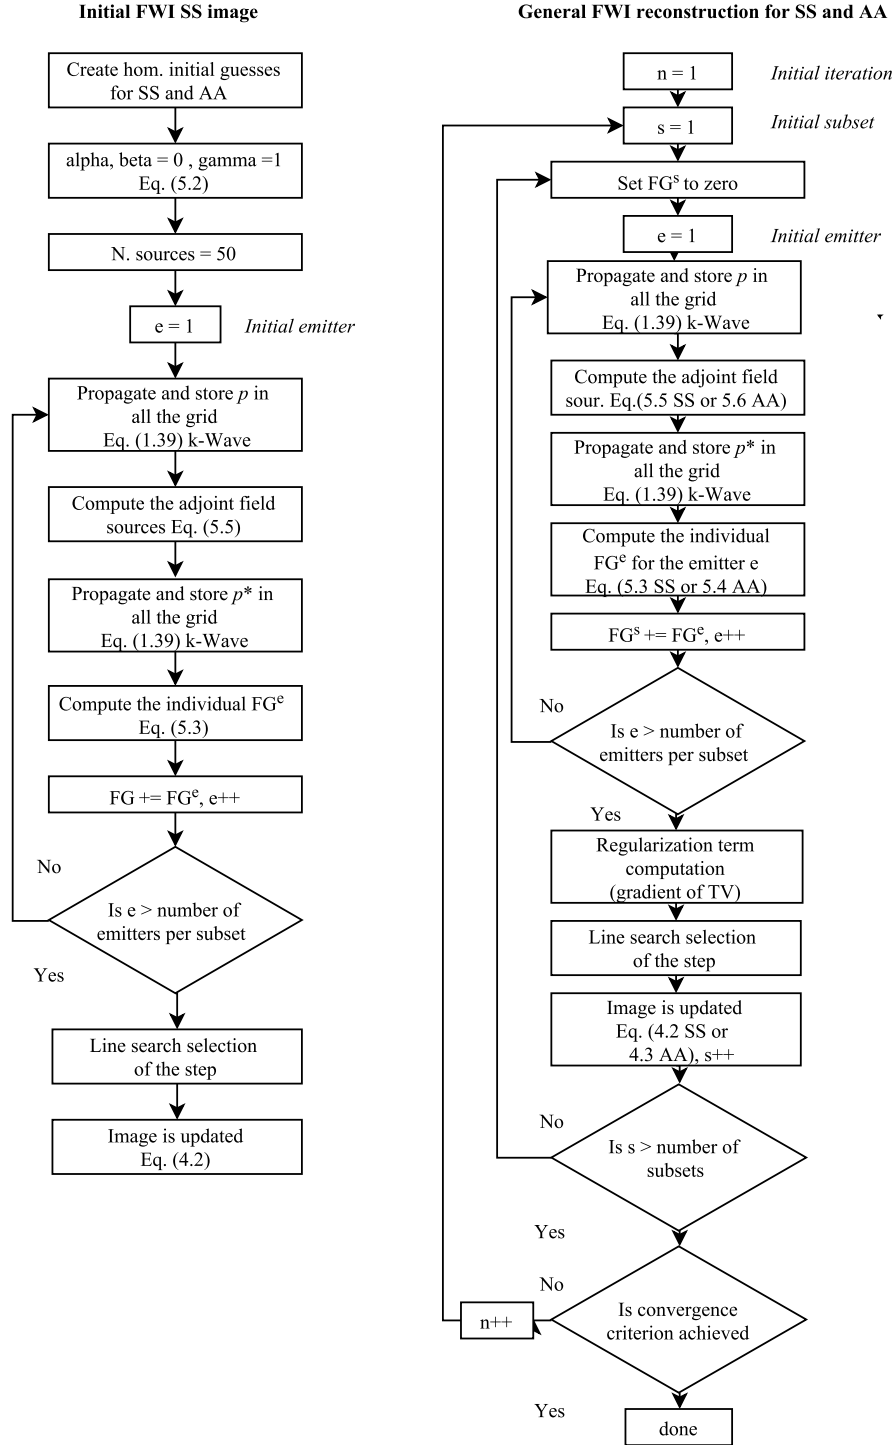 Initial FWI SS image
Create hom. initial guesses
for SS and AA
alpha, beta = 0 , gamma =1
Eq. (5.2)
N. sources = 50
e = 1
Initial emitter
Propagate and store p in
all the grid
Eq. (1.39) k-Wave
Compute the adjoint field
sources Eq. (5.5)
Propagate and store p* in
all the grid
Eq. (1.39) k-Wave
Compute the individual FGᵉ
Eq. (5.3)
FG += FGᵉ, e++
No
Is e > number of
emitters per subset
Yes
Line search selection
of the step
Image is updated
Eq. (4.2)
General FWI reconstruction for SS and AA
n = 1
Initial iteration
s = 1
Initial subset
Set FGˢ to zero
e = 1
Initial emitter
Propagate and store p in
all the grid
Eq. (1.39) k-Wave
Compute the adjoint field
sour. Eq.(5.5 SS or 5.6 AA)
Propagate and store p* in
all the grid
Eq. (1.39) k-Wave
Compute the individual
FGᵉ for the emitter e
Eq. (5.3 SS or 5.4 AA)
FGˢ += FGᵉ, e++
No
Is e > number of
emitters per subset
Yes
Regularization term
computation
(gradient of TV)
Line search selection
of the step
Image is updated
Eq. (4.2 SS or
4.3 AA), s++
No
Is s > number of
subsets
Yes
No
Is convergence
criterion achieved
n++
Yes
done